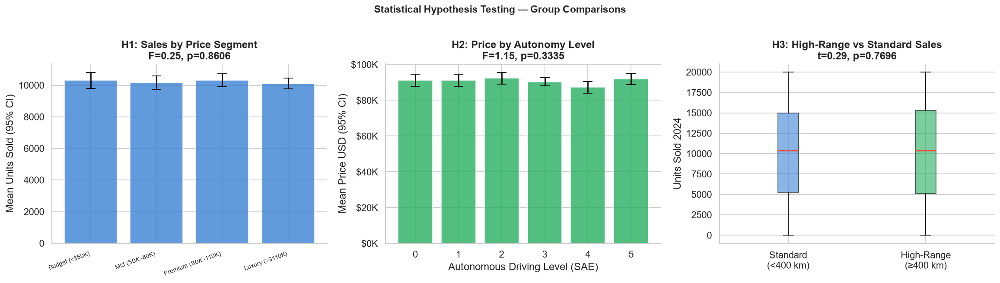 Statistical Hypothesis Testing — Group Comparisons
H1: Sales by Price Segment
F=0.25, p=0.8606
Mean Units Sold (95% CI)
10000
8000
6000
4000
2000
0
Budget (<$50K)
Mid (50K–80K)
Premium (80K–110K)
Luxury (>$110K)
H2: Price by Autonomy Level
F=1.15, p=0.3335
Mean Price USD (95% CI)
$100K
$80K
$60K
$40K
$20K
$0K
0 1 2 3 4 5
Autonomous Driving Level (SAE)
H3: High-Range vs Standard Sales
t=0.29, p=0.7696
Units Sold 2024
20000
17500
15000
12500
10000
7500
5000
2500
0
Standard
(<400 km)
High-Range
(≥400 km)